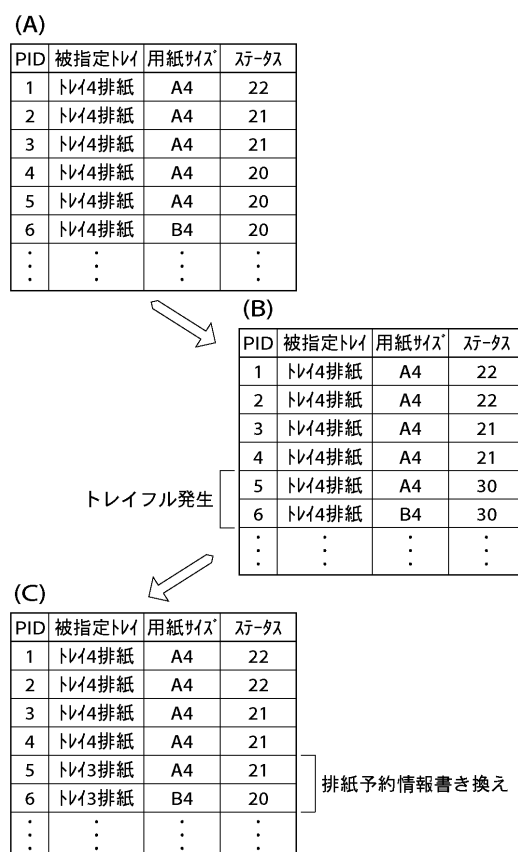 (A)
PID 被指定ﾄﾚｲ 用紙ｻｲｽﾞ ｽﾃｰﾀｽ
1 ﾄﾚｲ4排紙 A4 22
2 ﾄﾚｲ4排紙 A4 21
3 ﾄﾚｲ4排紙 A4 21
4 ﾄﾚｲ4排紙 A4 20
5 ﾄﾚｲ4排紙 A4 20
6 ﾄﾚｲ4排紙 B4 20
(B)
PID 被指定ﾄﾚｲ 用紙ｻｲｽﾞ ｽﾃｰﾀｽ
1 ﾄﾚｲ4排紙 A4 22
2 ﾄﾚｲ4排紙 A4 22
3 ﾄﾚｲ4排紙 A4 21
4 ﾄﾚｲ4排紙 A4 21
5 ﾄﾚｲ4排紙 A4 30
トレイフル発生
6 ﾄﾚｲ4排紙 B4 30
(C)
PID 被指定ﾄﾚｲ 用紙ｻｲｽﾞ ｽﾃｰﾀｽ
1 ﾄﾚｲ4排紙 A4 22
2 ﾄﾚｲ4排紙 A4 22
3 ﾄﾚｲ4排紙 A4 21
4 ﾄﾚｲ4排紙 A4 21
5 ﾄﾚｲ3排紙 A4 21
排紙予約情報書き換え
6 ﾄﾚｲ3排紙 B4 20